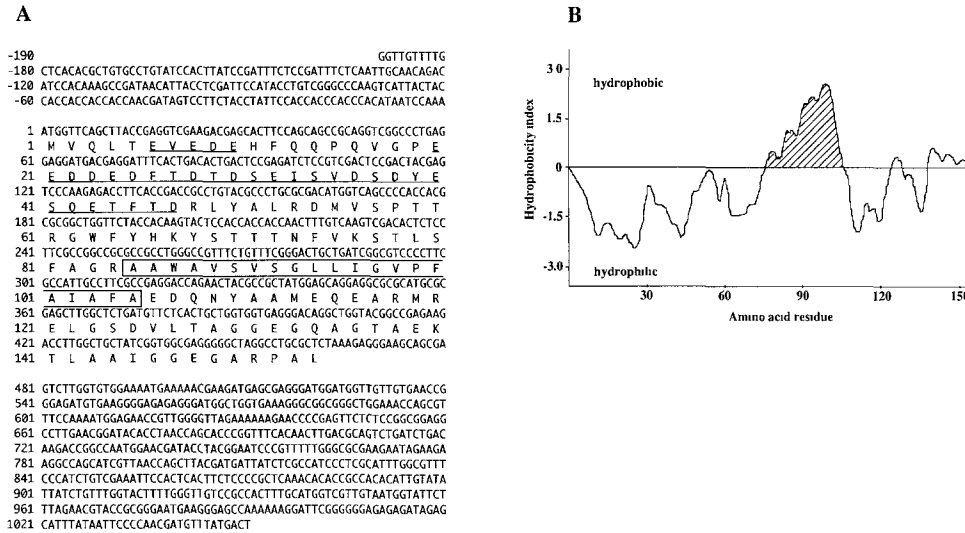 A
-190 GGTTGTTTTG
-180 CTCACACGCTGTGCCTGTATCCACTTATCCGATTTCTCCGATTTCTCAATTGCAACAGAC
-120 ATCCACAAAGCCGATAACATTACCTCGATTCCATACCTGTCGGGCCCAAGTCATTACTAC
-60 CACCACCACCACCAACGATAGTCCTTCTACCTATTCCACCACCCACCCACATAATCCAAA
1 ATGGTTCAGCTTACCGAGGTCGAAGACGAGCACTTCCAGCAGCCGCAGGTCGGCCCTGAG
1 M V Q L T E V E D E H F Q Q P Q V G P E
61 GAGGATGACGAGGATTTCACTGACACTGACTCCGAGATCTCCGTCGACTCCGACTACGAG
21 E D D E D F T D T D S E I S V D S D Y E
121 TCCCAAGAGACCTTCACCGACCGCCTGTACGCCCTGCGCGACATGGTCAGCCCCACCACG
41 S Q E T F T D R L Y A L R D M V S P T T
181 CGCGGCTGGTTCTACCACAAGTACTCCACCACCACCAACTTTGTCAAGTCGACACTCTCC
61 R G W F Y H K Y S T T T N F V K S T L S
241 TTCGCCGGCCGCGCCGCCTGGGCCGTTTCTGTTTCGGGACTGCTGATCGGCGTCCCCTTC
81 F A G R A A W A V S V S G L L I G V P F
301 GCCATTGCCTTCGCCGAGGACCAGAACTACGCCGCTATGGAGCAGGAGGCGCGCATGCGC
101 A I A F A E D Q N Y A A M E Q E A R M R
361 GAGCTTGGCTCTGATGTTCTCACTGCTGGTGGTGAGGGACAGGCTGGTACGGCCGAGAAG
121 E L G S D V L T A G G E G Q A G T A E K
421 ACCTTGGCTGCTATCGGTGGCGAGGGGGCTAGGCCTGCGCTCTAAAGAGGGAAGCAGCGA
141 T L A A I G G E G A R P A L
481 GTCTTGGTGTGGAAAATGAAAAACGAAGATGAGCGAGGGATGGATGGTTGTTGTGAACCG
541 GGAGATGTGAAGGGGAGAGAGGGATGGCTGGTGAAAGGGCGGCGGGCTGGAAACCAGCGT
601 TTCCAAAATGGAGAACCGTTGGGGTTAGAAAAAAGAACCCCGAGTTCTCTCCGGCGGAGG
661 CCTTGAACGGATACACCTAACCAGCACCCGGTTTCACAACTTGACGCAGTCTGATCTGAC
721 AAGACCGGCCAATGGAACGATACCTACGGAATCCCGTTTTTGGGCGCGAAGAATAGAAGA
781 AGGCCAGCATCGTTAACCAGCTTACGATGATTATCTCGCCATCCCTCGCATTTGGCGTTT
841 CCCATCTGTCGAAATTCCACTCACTTCTCCCCGCTCAAACACACCGCCACACATTGTATA
901 TTATCTGTTTGGTACTTTTGGGTTGTCCGCCACTTTGCATGGTCGTTGTAATGGTATTCT
961 TTAGAACGTACCGCGGGAATGAAGGGAGCCAAAAAAGGATTCGGGGGGAGAGAGATAGAG
1021 CATTTATAATTCCCCAACGATGTTTATGACT
B
3.0
hydrophobic
1.5
0
-1.5
-3.0
hydrophilic
30 60 90 120 150
Hydrophobicity index
Amino acid residue